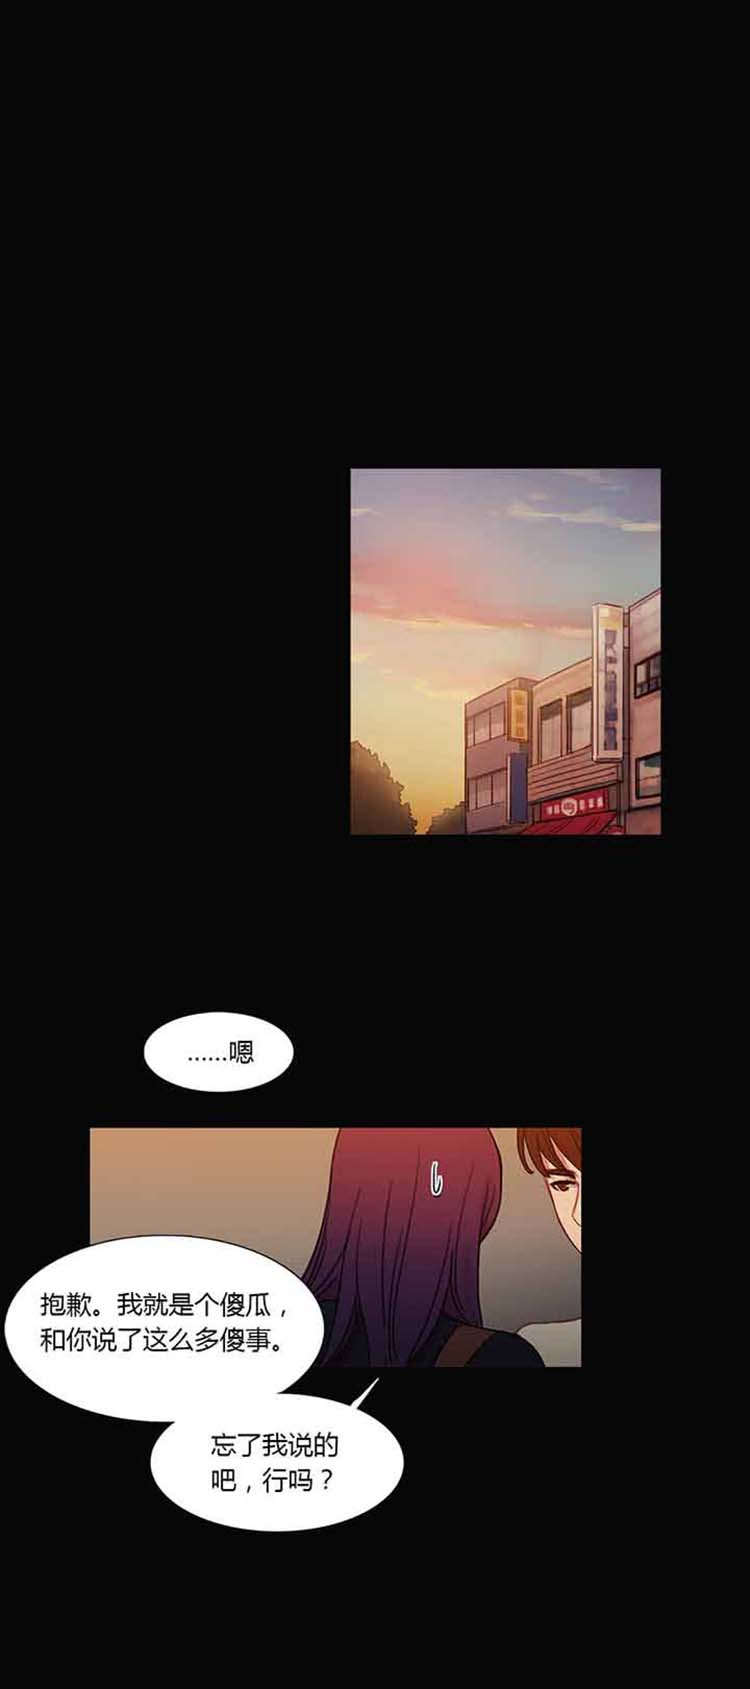 ……嗯
抱歉。我就是个傻瓜，
和你说了这么多傻事。
忘了我说的
吧，行吗？